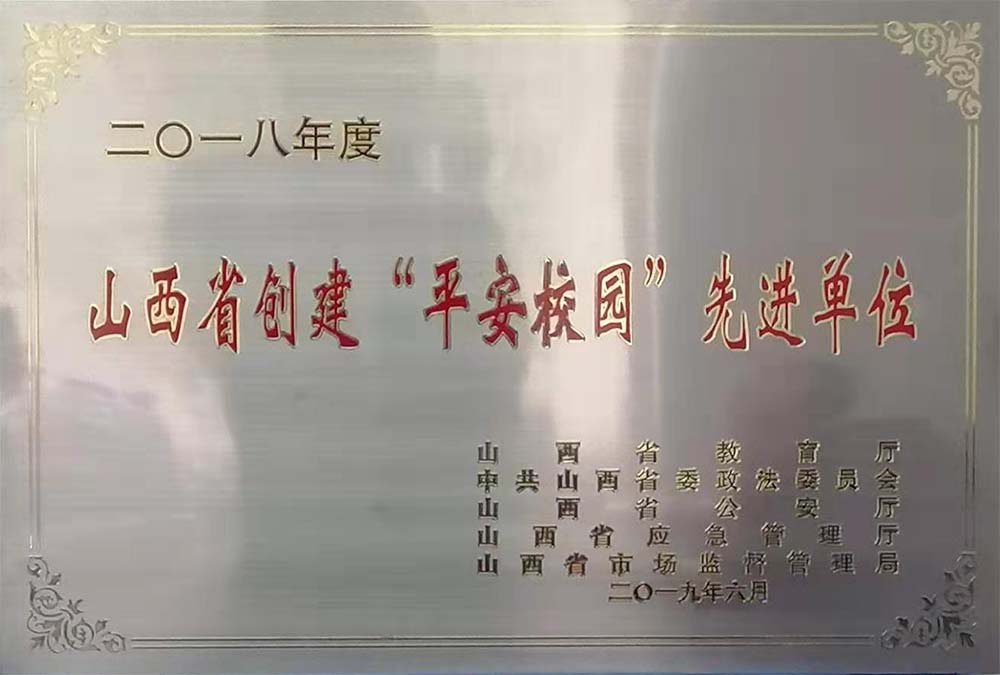 二〇一八年度
山西省创建“平安校园”先进单位
山西省教育厅
中共山西省委政法委员会
山西省公安厅
山西省应急管理厅
山西省市场监督管理局
二〇一九年六月